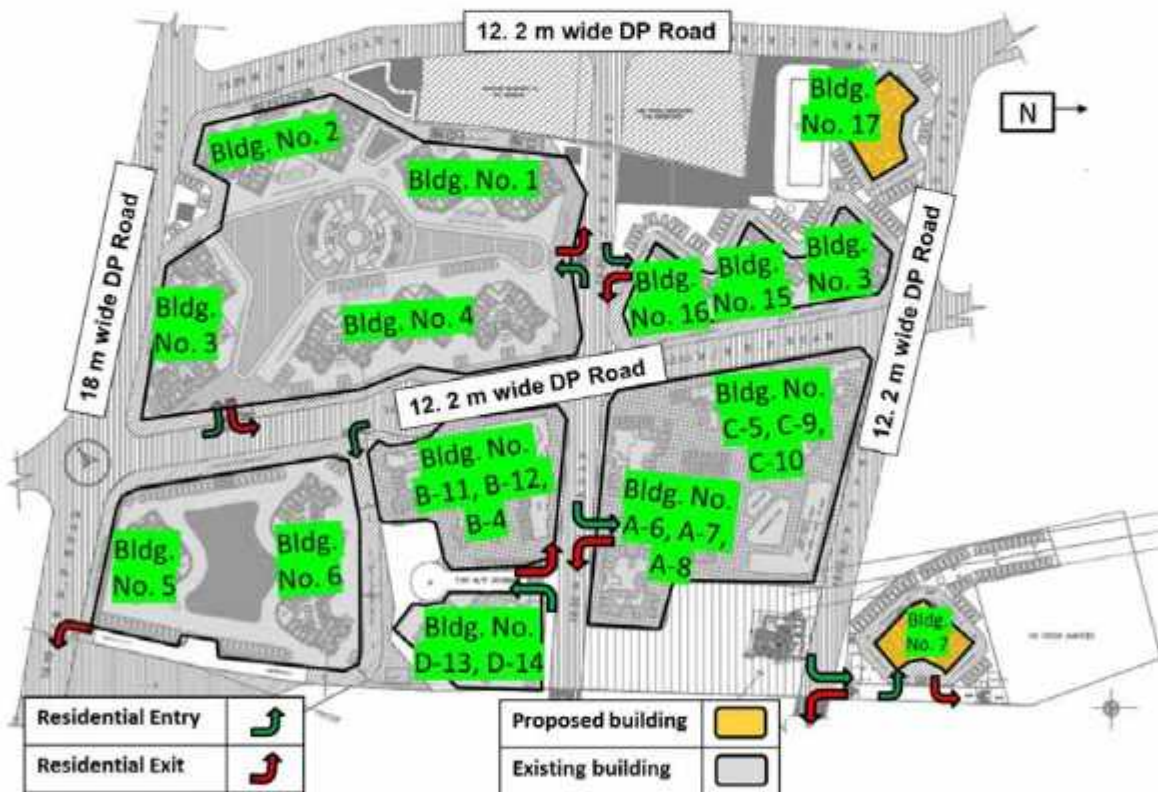 12. 2 m wide DP Road
N
Bldg.
No. 17
Bldg. No. 2
Bldg. No. 1
18 m wide DP Road
12. 2 m wide DP Road
Bldg.
No. 3
Bldg. No. 4
Bldg.
No. 16
Bldg.
No. 15
Bldg.
No. 3
12. 2 m wide DP Road
Bldg. No.
B-11, B-12,
B-4
Bldg. No.
C-5, C-9,
C-10
Bldg. No.
A-6, A-7,
A-8
Bldg.
No. 5
Bldg.
No. 6
Bldg. No.
D-13, D-14
Bldg.
No. 7
Residential Entry
Residential Exit
Proposed building
Existing building